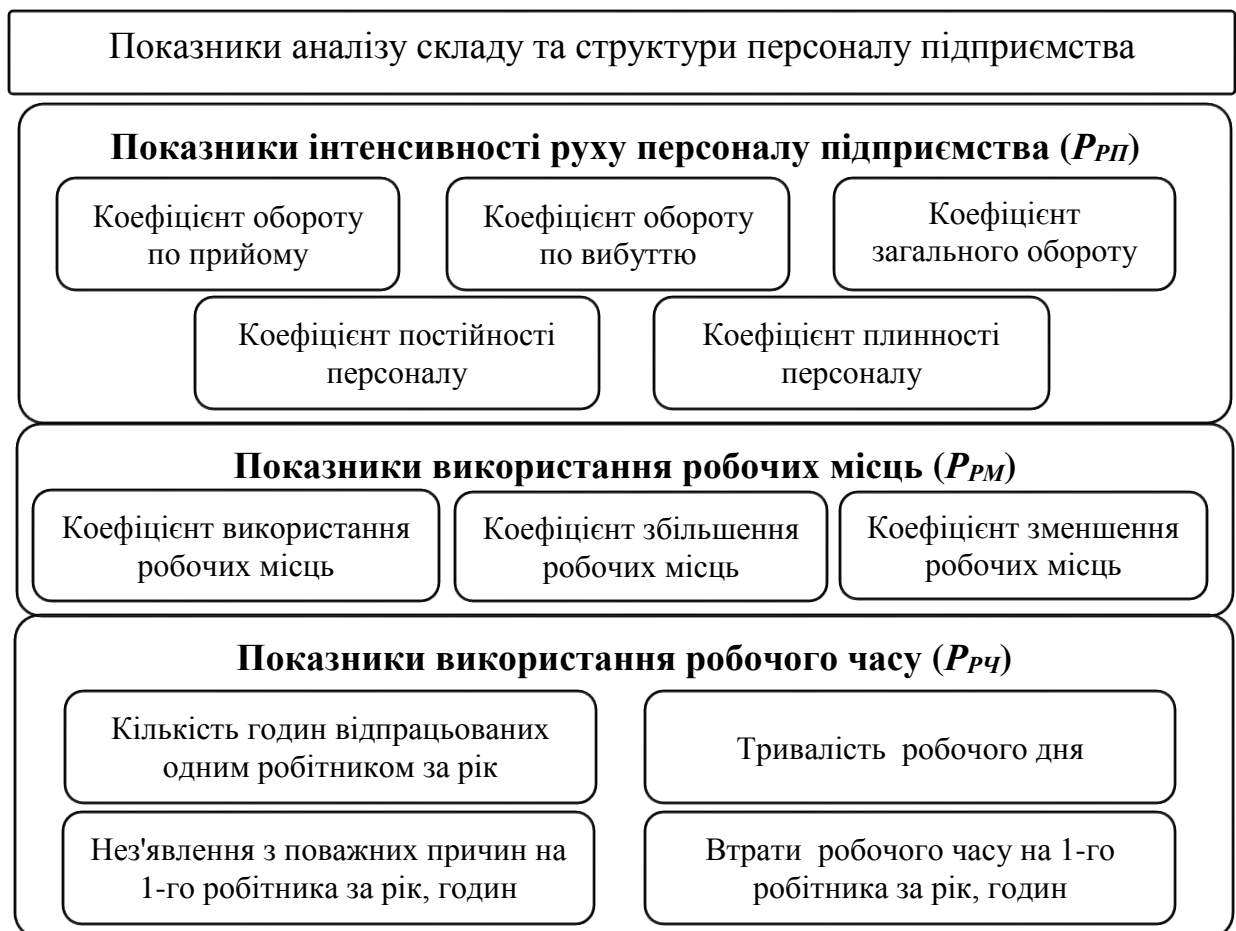 Показники аналізу складу та структури персоналу підприємства
Показники інтенсивності руху персоналу підприємства (РРП)
Коефіцієнт обороту
по прийому
Коефіцієнт обороту
по вибуттю
Коефіцієнт
загального обороту
Коефіцієнт постійності
персоналу
Коефіцієнт плинності
персоналу
Показники використання робочих місць (РРМ)
Коефіцієнт використання
робочих місць
Коефіцієнт збільшення
робочих місць
Коефіцієнт зменшення
робочих місць
Показники використання робочого часу (РРЧ)
Кількість годин відпрацьованих
одним робітником за рік
Тривалість робочого дня
Нез'явлення з поважних причин на
1-го робітника за рік, годин
Втрати робочого часу на 1-го
робітника за рік, годин